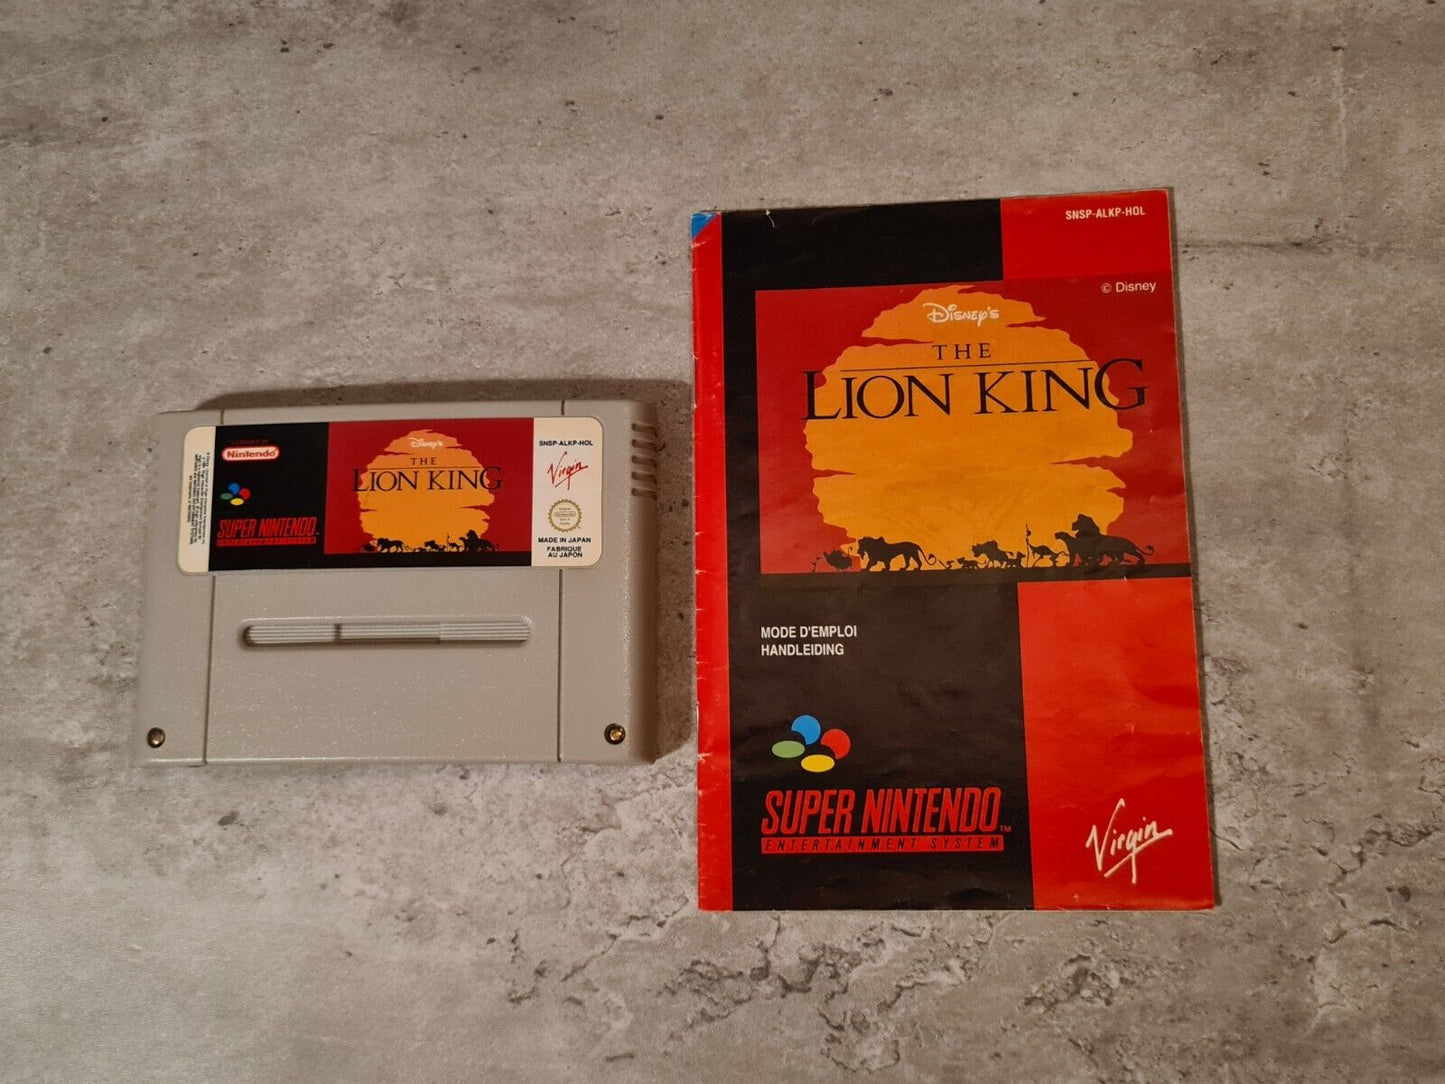 LICENSED BY
Nintendo
SUPER NINTENDO
ENTERTAINMENT SYSTEM
Disney's
THE
LION KING
SNSP-ALKP-HOL
Virgin
MADE IN JAPAN
FABRIQUE
AU JAPON
SNSP-ALKP-HOL
© Disney
Disney's
THE
LION KING
MODE D'EMPLOI
HANDLEIDING
SUPER NINTENDO™
ENTERTAINMENT SYSTEM
Virgin